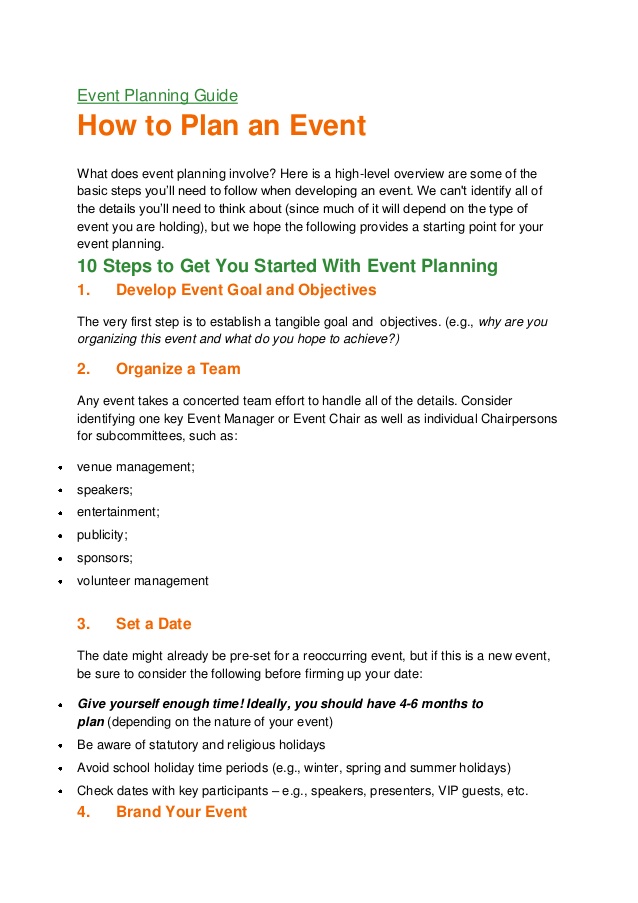 Event Planning Guide
How to Plan an Event
What does event planning involve? Here is a high-level overview are some of the
basic steps you'll need to follow when developing an event. We can't identify all of
the details you'll need to think about (since much of it will depend on the type of
event you are holding), but we hope the following provides a starting point for your
event planning.
10 Steps to Get You Started With Event Planning
1. Develop Event Goal and Objectives
The very first step is to establish a tangible goal and objectives. (e.g., why are you
organizing this event and what do you hope to achieve?)
2. Organize a Team
Any event takes a concerted team effort to handle all of the details. Consider
identifying one key Event Manager or Event Chair as well as individual Chairpersons
for subcommittees, such as:
• venue management;
• speakers;
• entertainment;
• publicity;
• sponsors;
• volunteer management
3. Set a Date
The date might already be pre-set for a reoccurring event, but if this is a new event,
be sure to consider the following before firming up your date:
• Give yourself enough time! Ideally, you should have 4-6 months to
plan (depending on the nature of your event)
• Be aware of statutory and religious holidays
• Avoid school holiday time periods (e.g., winter, spring and summer holidays)
• Check dates with key participants – e.g., speakers, presenters, VIP guests, etc.
4. Brand Your Event